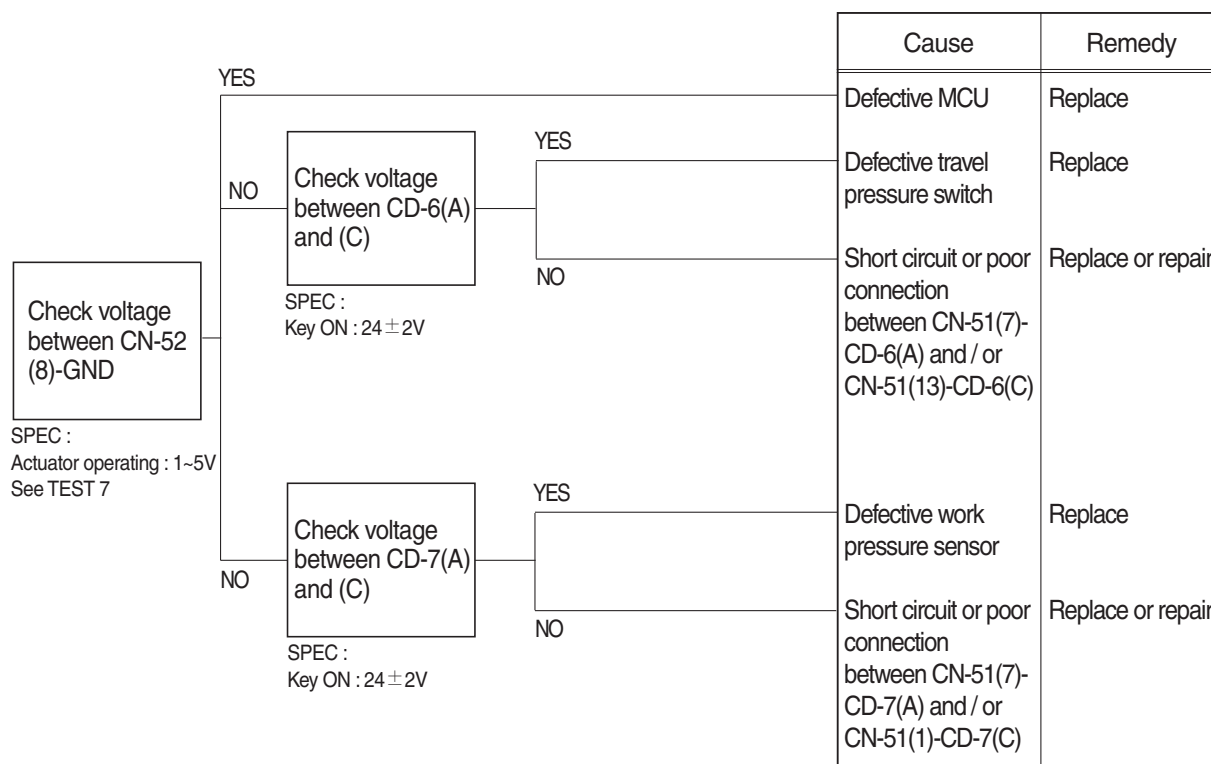 Cause
Remedy
YES
Defective MCU
Replace
NO
Check voltage
between CD-6(A)
and (C)
SPEC :
Key ON : 24±2V
YES
Defective travel
pressure switch
Replace
NO
Short circuit or poor
connection
between CN-51(7)-
CD-6(A) and / or
CN-51(13)-CD-6(C)
Replace or repair
Check voltage
between CN-52
(8)-GND
SPEC :
Actuator operating : 1~5V
See TEST 7
NO
Check voltage
between CD-7(A)
and (C)
SPEC :
Key ON : 24±2V
YES
Defective work
pressure sensor
Replace
NO
Short circuit or poor
connection
between CN-51(7)-
CD-7(A) and / or
CN-51(1)-CD-7(C)
Replace or repair